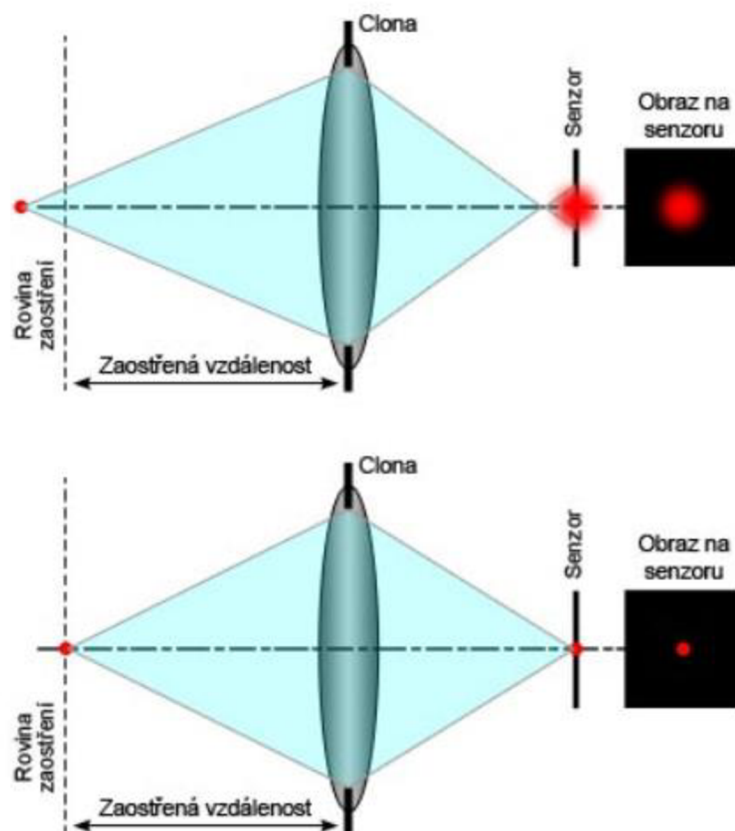 Clona
Senzor
Obraz na
senzoru
Rovina
zaostření
Zaostřená vzdálenost
Clona
Senzor
Obraz na
senzoru
Rovina
zaostření
Zaostřená vzdálenost